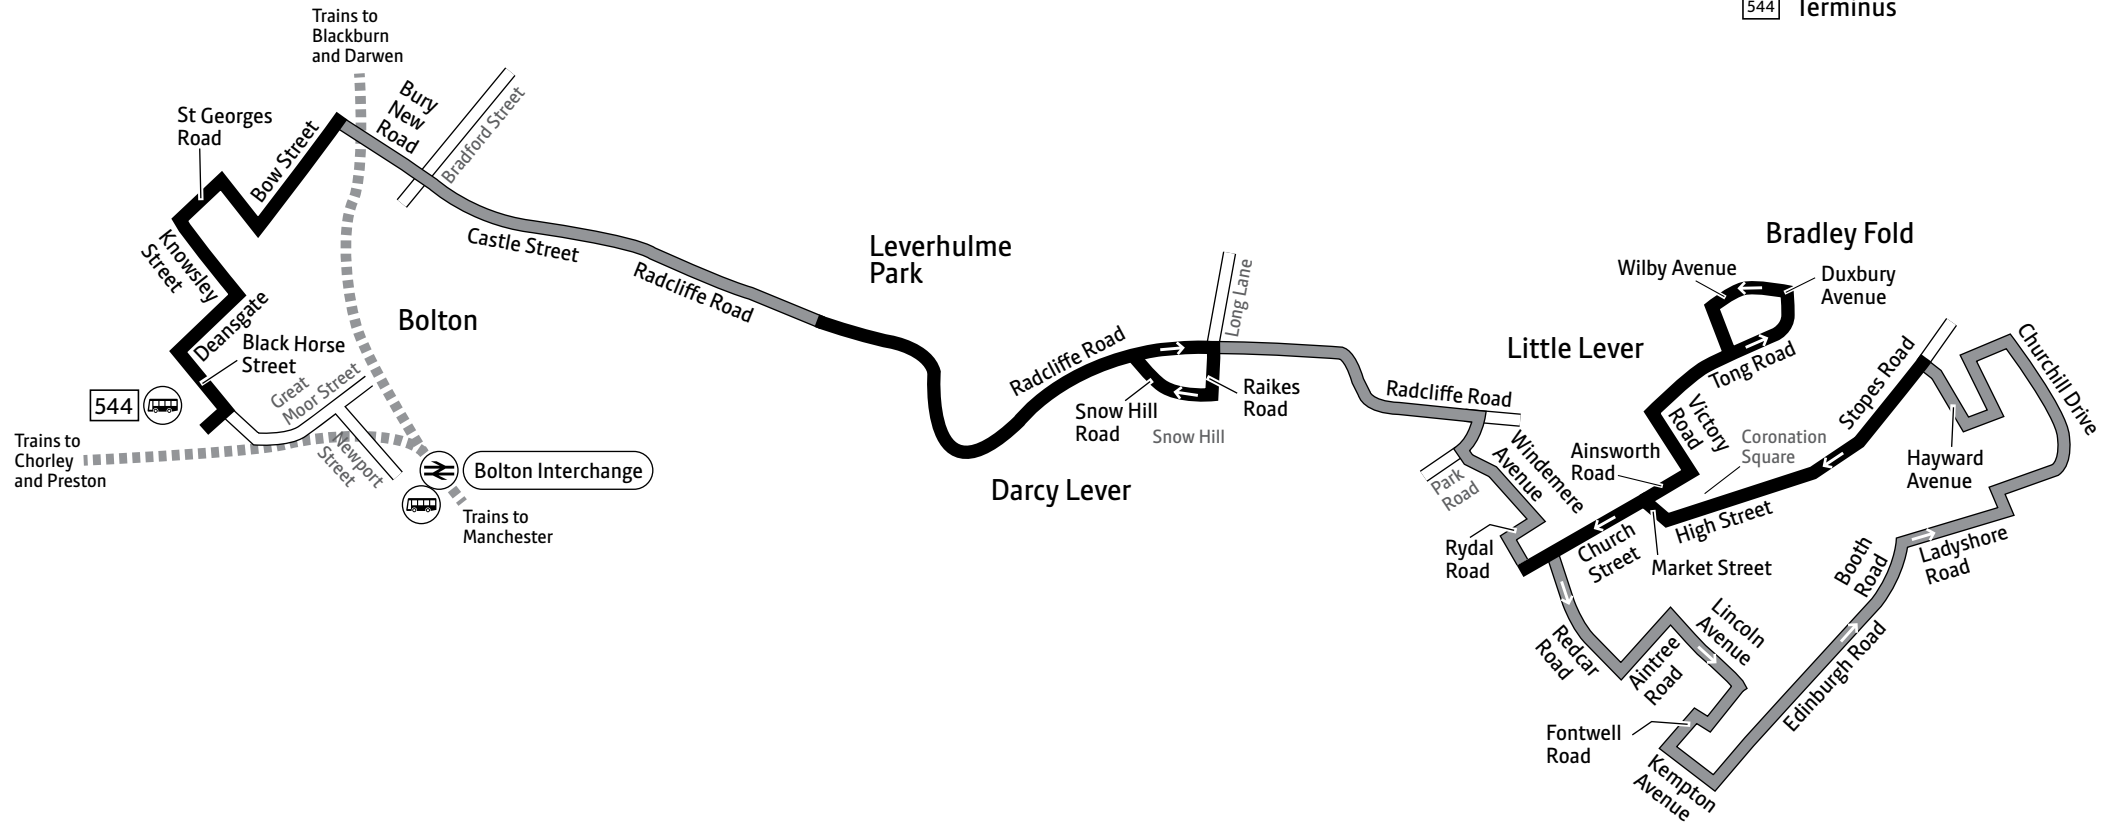 544 Terminus
Trains to
Blackburn
and Darwen
Bury
New
Road
Bradford Street
St Georges
Road
Bow Street
Knowsley
Street
Deansgate
Black Horse
Street
Great
Moor Street
544
Trains to
Chorley
and Preston
Newport
Street
Bolton
Bolton Interchange
Trains to
Manchester
Castle Street
Radcliffe Road
Leverhulme
Park
Radcliffe Road
Long Lane
Snow Hill
Road
Snow Hill
Raikes
Road
Darcy Lever
Radcliffe Road
Little Lever
Bradley Fold
Wilby Avenue
Duxbury
Avenue
Tong Road
Victory
Road
Stopes Road
Churchill Drive
Windemere
Avenue
Park
Road
Ainsworth
Road
Coronation
Square
Hayward
Avenue
High Street
Church
Street
Market Street
Rydal
Road
Booth
Road
Ladyshore
Road
Redcar
Road
Aintree
Road
Lincoln
Avenue
Edinburgh Road
Fontwell
Road
Kempton
Avenue